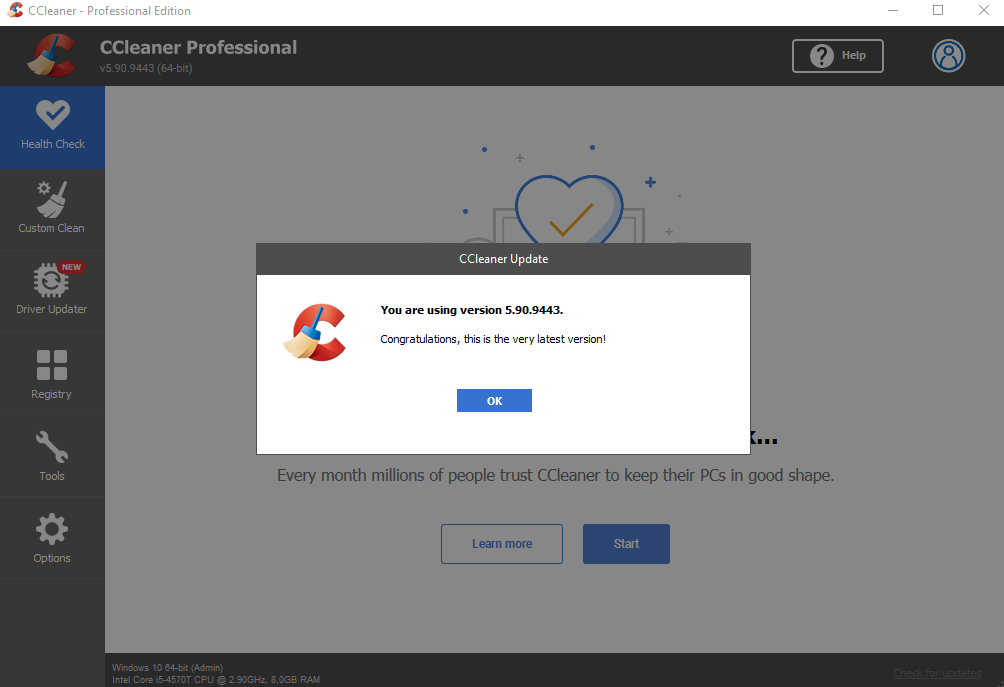 CCleaner - Professional Edition
CCleaner Professional
v5.90.9443 (64-bit)
Help
Health Check
Custom Clean
NEW
Driver Updater
Registry
Tools
Options
CCleaner Update
You are using version 5.90.9443.
Congratulations, this is the very latest version!
OK
Every month millions of people trust CCleaner to keep their PCs in good shape.
Learn more
Start
Windows 10 64-bit (Admin)
Intel Core i5-4570T CPU @ 2.90GHz, 8,0GB RAM
Check for updates